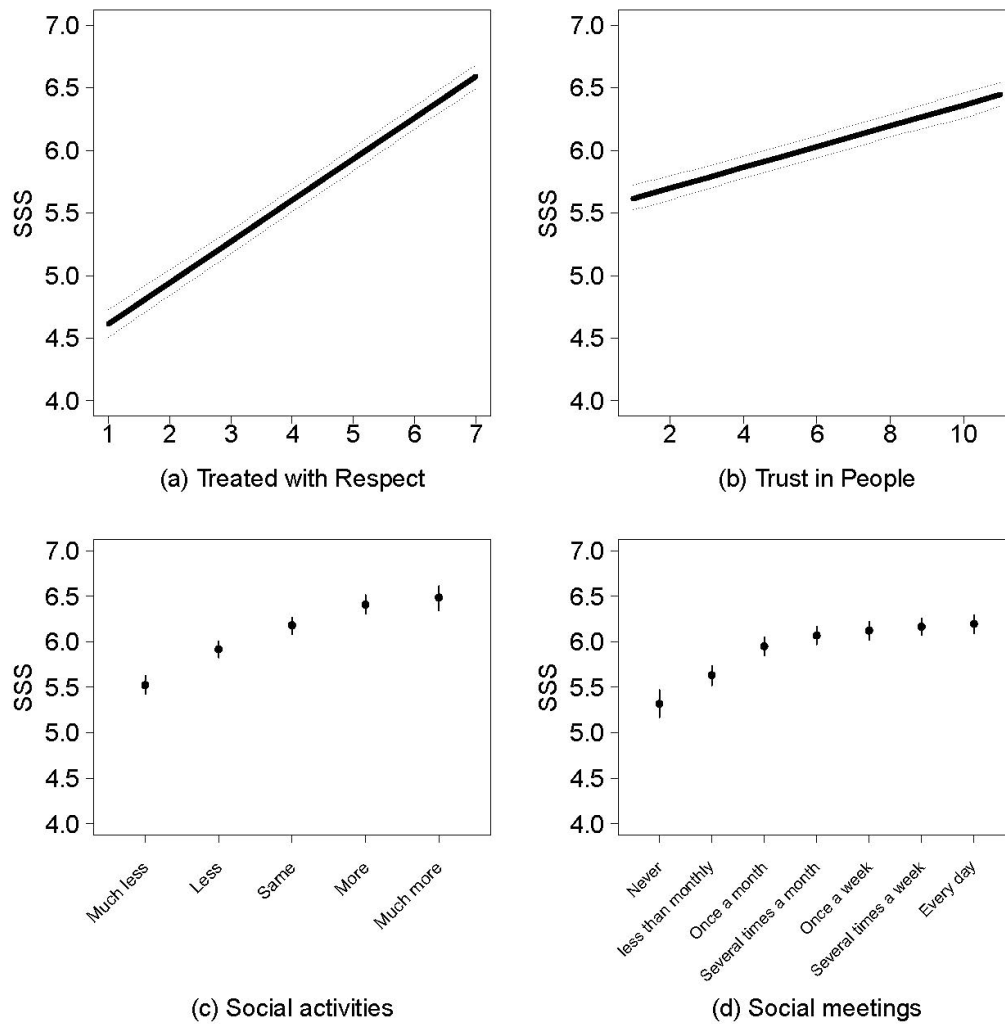 7.0
6.5
6.0
5.5
5.0
4.5
4.0
SSS
1 2 3 4 5 6 7
(a) Treated with Respect
7.0
6.5
6.0
5.5
5.0
4.5
4.0
SSS
2 4 6 8 10
(b) Trust in People
7.0
6.5
6.0
5.5
5.0
4.5
4.0
SSS
Much less
Less
Same
More
Much more
(c) Social activities
7.0
6.5
6.0
5.5
5.0
4.5
4.0
SSS
Never
less than monthly
Once a month
Several times a month
Once a week
Several times a week
Every day
(d) Social meetings